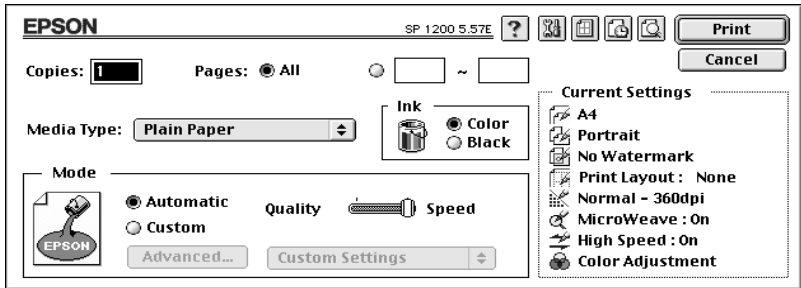 EPSON SP 1200 5.57E ? Print
Cancel
Copies: 1 Pages: All ~
Media Type: Plain Paper
Ink
Color
Black
Mode
EPSON
Automatic
Custom
Quality Speed
Advanced... Custom Settings
Current Settings
A4
Portrait
No Watermark
Print Layout : None
Normal - 360dpi
MicroWeave : On
High Speed : On
Color Adjustment